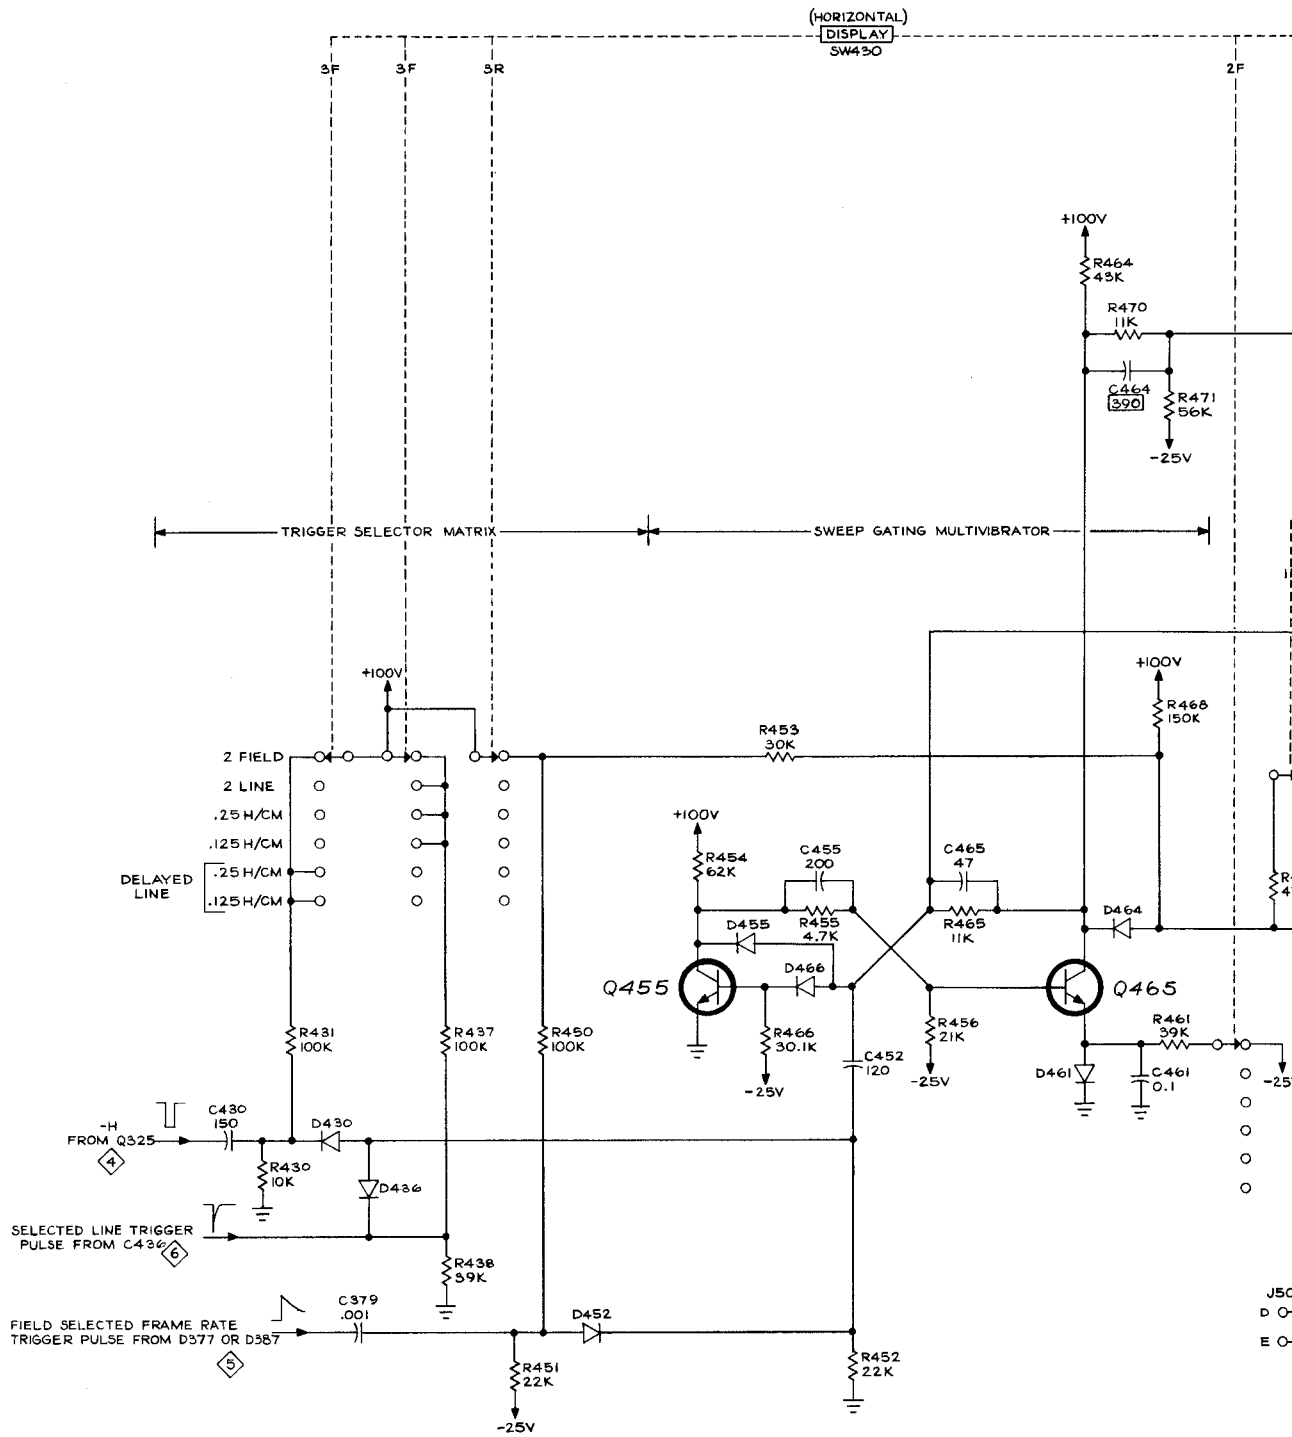 (HORIZONTAL)
DISPLAY
SW430
3F
3F
3R
2F
+100V
R464
43K
R470
11K
C464
390
R471
56K
-25V
TRIGGER SELECTOR MATRIX
SWEEP GATING MULTIVIBRATOR
+100V
+100V
R468
150K
R453
30K
2 FIELD
2 LINE
.25 H/CM
.125 H/CM
DELAYED
LINE
.25 H/CM
.125 H/CM
+100V
R454
62K
C455
200
C465
47
R455
4.7K
R465
11K
D455
D464
D466
Q455
Q465
R431
100K
R437
100K
R450
100K
R466
30.1K
-25V
R456
21K
-25V
C452
120
R461
39K
D461
C461
0.1
-25V
-H
FROM Q325
4
C430
150
D430
R430
10K
D436
SELECTED LINE TRIGGER
PULSE FROM C436
6
R438
39K
FIELD SELECTED FRAME RATE
TRIGGER PULSE FROM D377 OR D387
5
C379
.001
D452
R451
22K
-25V
R452
22K
D
E